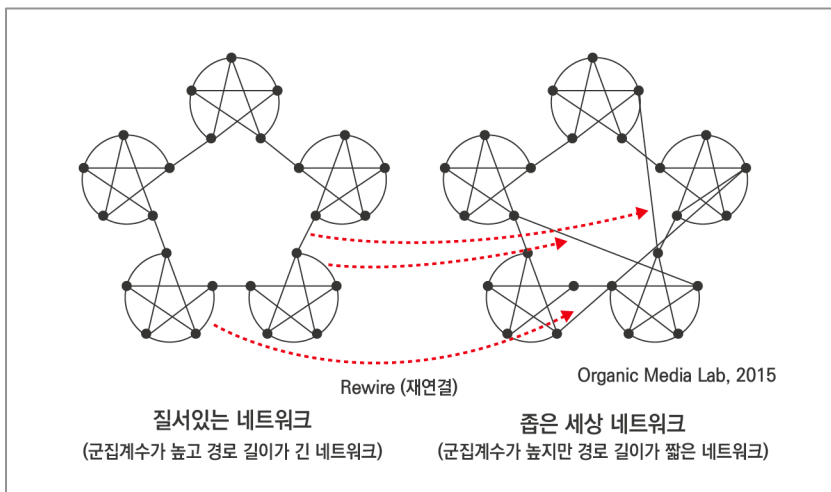 Rewire (재연결)
Organic Media Lab, 2015
질서있는 네트워크
(군집계수가 높고 경로 길이가 긴 네트워크)
좁은 세상 네트워크
(군집계수가 높지만 경로 길이가 짧은 네트워크)